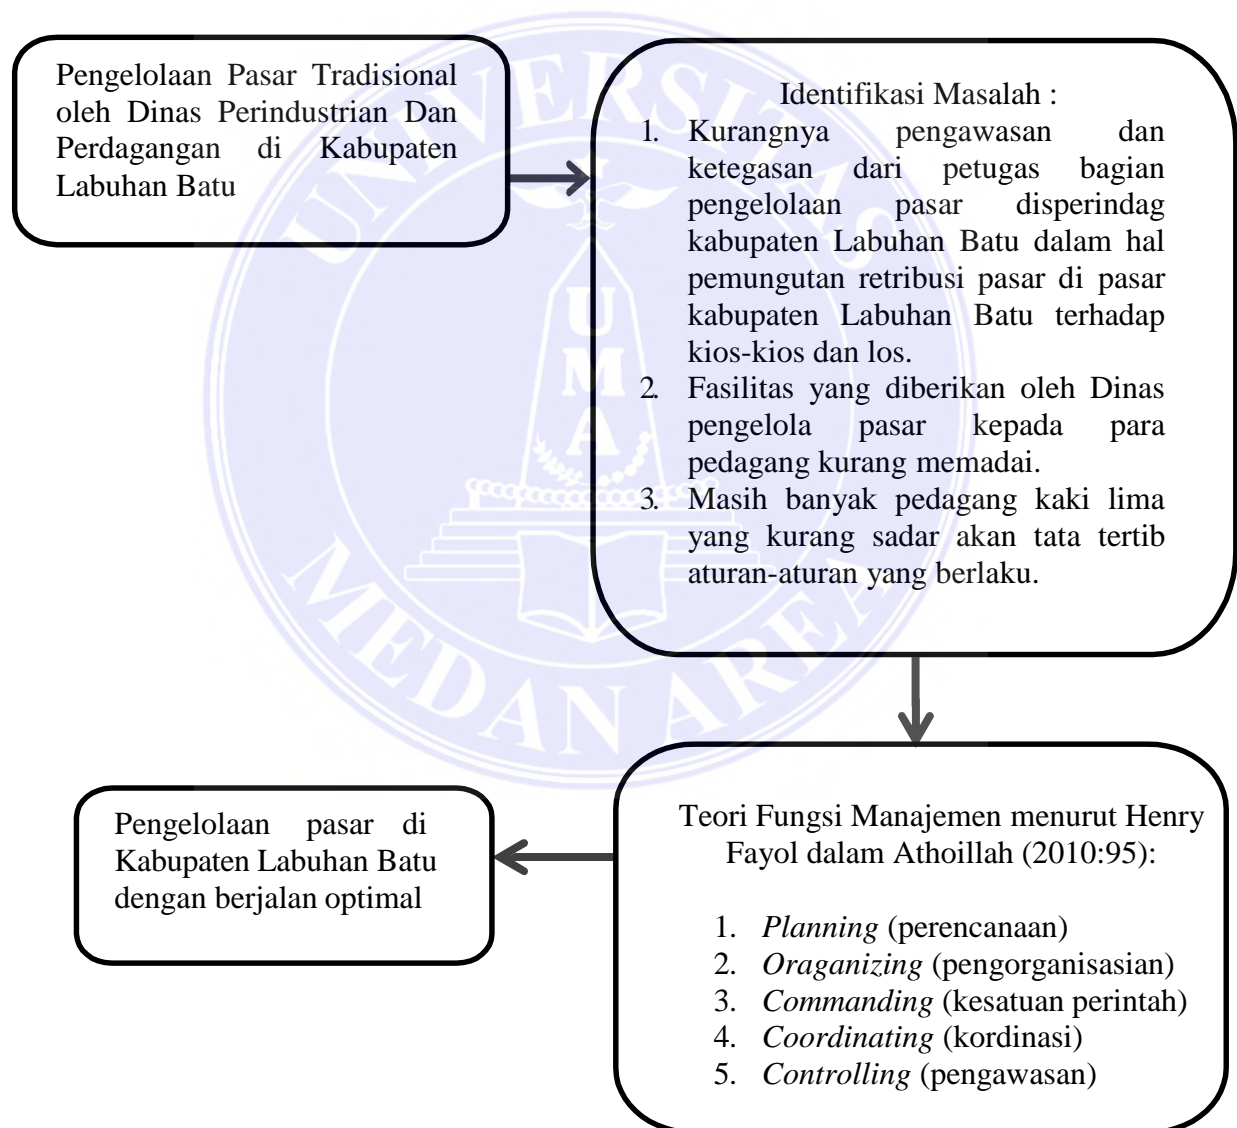 Pengelolaan Pasar Tradisional
oleh Dinas Perindustrian Dan
Perdagangan di Kabupaten
Labuhan Batu
Identifikasi Masalah :
1. Kurangnya pengawasan dan
ketegasan dari petugas bagian
pengelolaan pasar disperindag
kabupaten Labuhan Batu dalam hal
pemungutan retribusi pasar di pasar
kabupaten Labuhan Batu terhadap
kios-kios dan los.
2. Fasilitas yang diberikan oleh Dinas
pengelola pasar kepada para
pedagang kurang memadai.
3. Masih banyak pedagang kaki lima
yang kurang sadar akan tata tertib
aturan-aturan yang berlaku.
Teori Fungsi Manajemen menurut Henry
Fayol dalam Athoillah (2010:95):
1. Planning (perencanaan)
2. Oraganizing (pengorganisasian)
3. Commanding (kesatuan perintah)
4. Coordinating (kordinasi)
5. Controlling (pengawasan)
Pengelolaan pasar di
Kabupaten Labuhan Batu
dengan berjalan optimal
UNIVERSITAS
MEDAN AREA
U
M
A